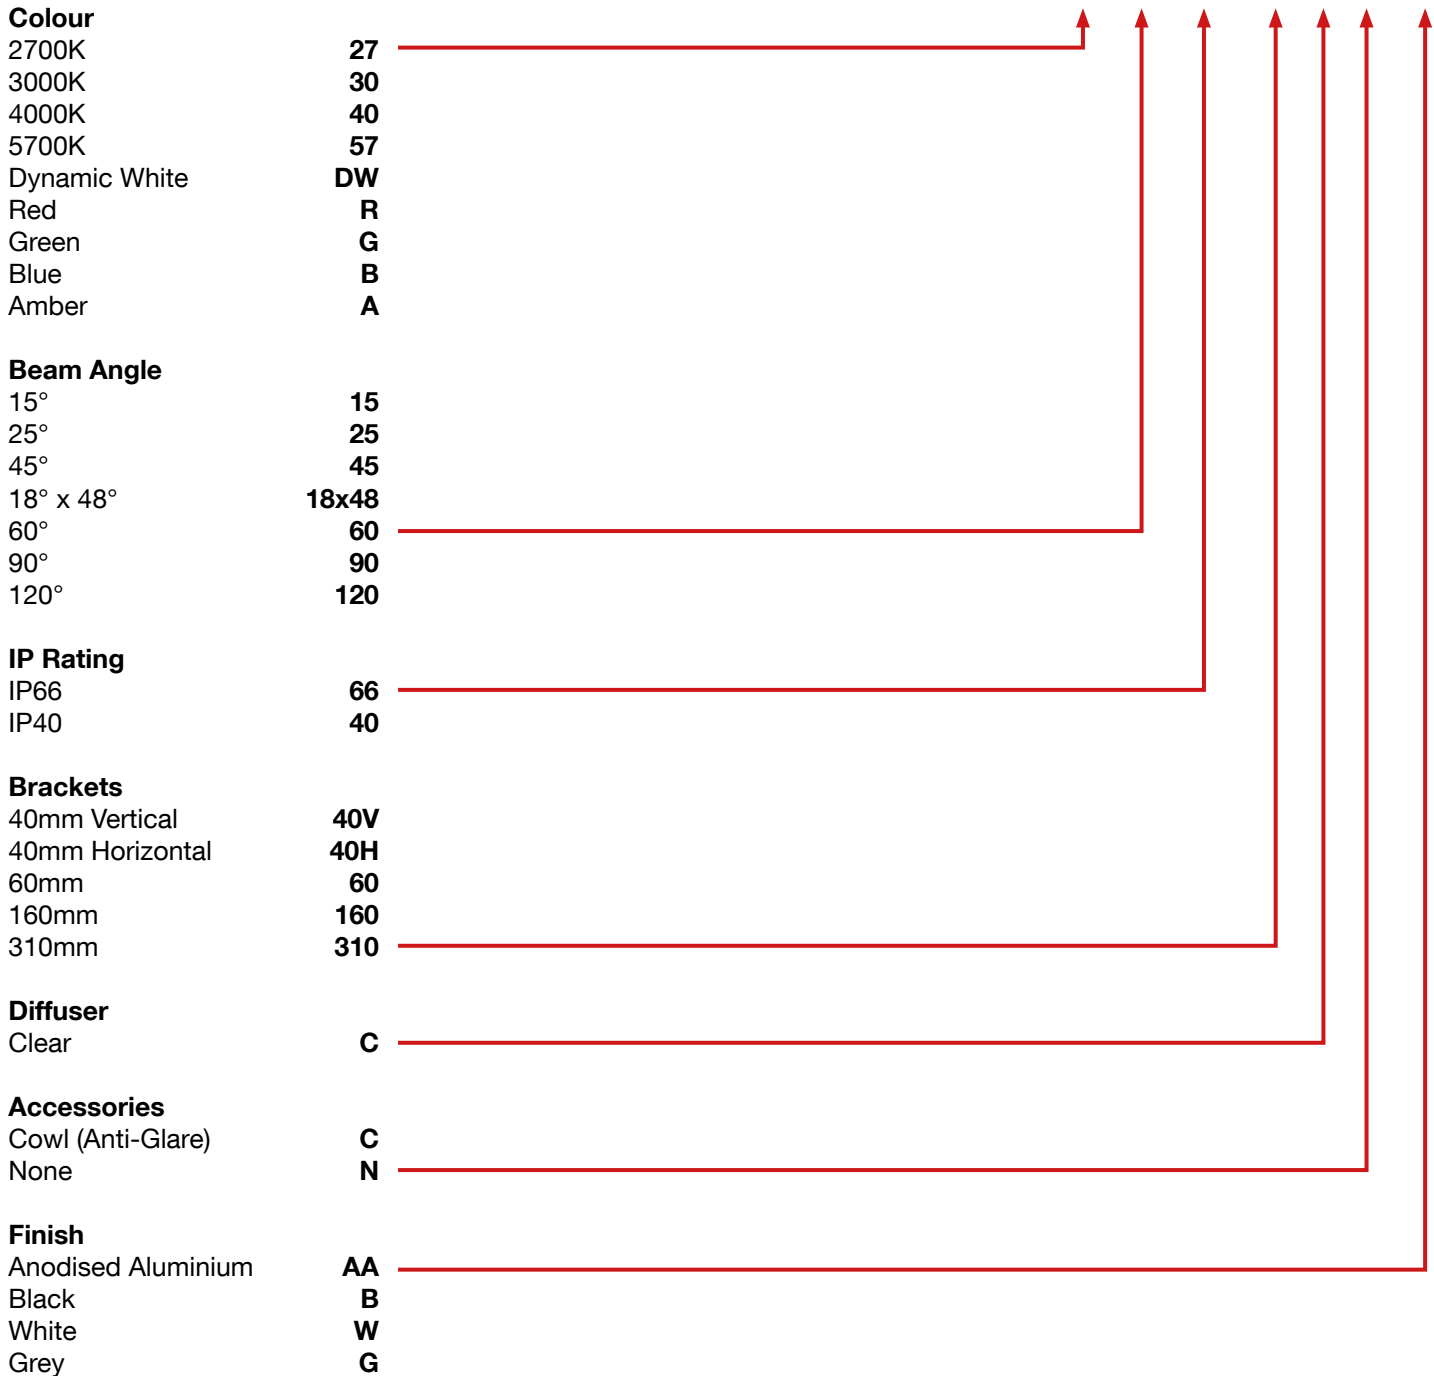 Colour
2700K 27
3000K 30
4000K 40
5700K 57
Dynamic White DW
Red R
Green G
Blue B
Amber A
Beam Angle
15° 15
25° 25
45° 45
18° x 48° 18x48
60° 60
90° 90
120° 120
IP Rating
IP66 66
IP40 40
Brackets
40mm Vertical 40V
40mm Horizontal 40H
60mm 60
160mm 160
310mm 310
Diffuser
Clear C
Accessories
Cowl (Anti-Glare) C
None N
Finish
Anodised Aluminium AA
Black B
White W
Grey G